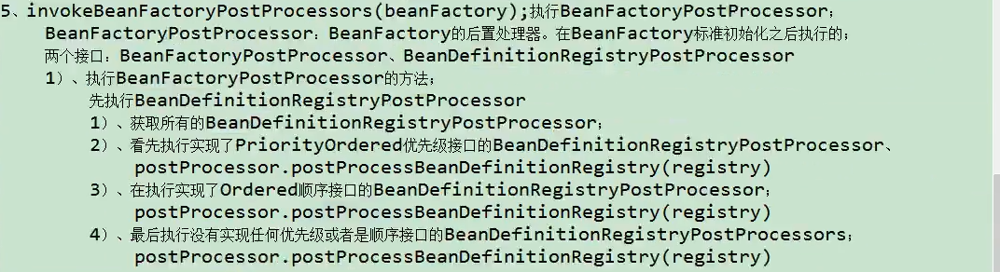 5、invokeBeanFactoryPostProcessors(beanFactory);执行BeanFactoryPostProcessor;
BeanFactoryPostProcessor：BeanFactory的后置处理器。在BeanFactory标准初始化之后执行的;
两个接口：BeanFactoryPostProcessor、BeanDefinitionRegistryPostProcessor
1）、执行BeanFactoryPostProcessor的方法;
先执行BeanDefinitionRegistryPostProcessor
1）、获取所有的BeanDefinitionRegistryPostProcessor;
2）、看先执行实现了PriorityOrdered优先级接口的BeanDefinitionRegistryPostProcessor、
postProcessor.postProcessBeanDefinitionRegistry(registry)
3）、在执行实现了Ordered顺序接口的BeanDefinitionRegistryPostProcessor;
postProcessor.postProcessBeanDefinitionRegistry(registry)
4）、最后执行没有实现任何优先级或者是顺序接口的BeanDefinitionRegistryPostProcessors;
postProcessor.postProcessBeanDefinitionRegistry(registry)